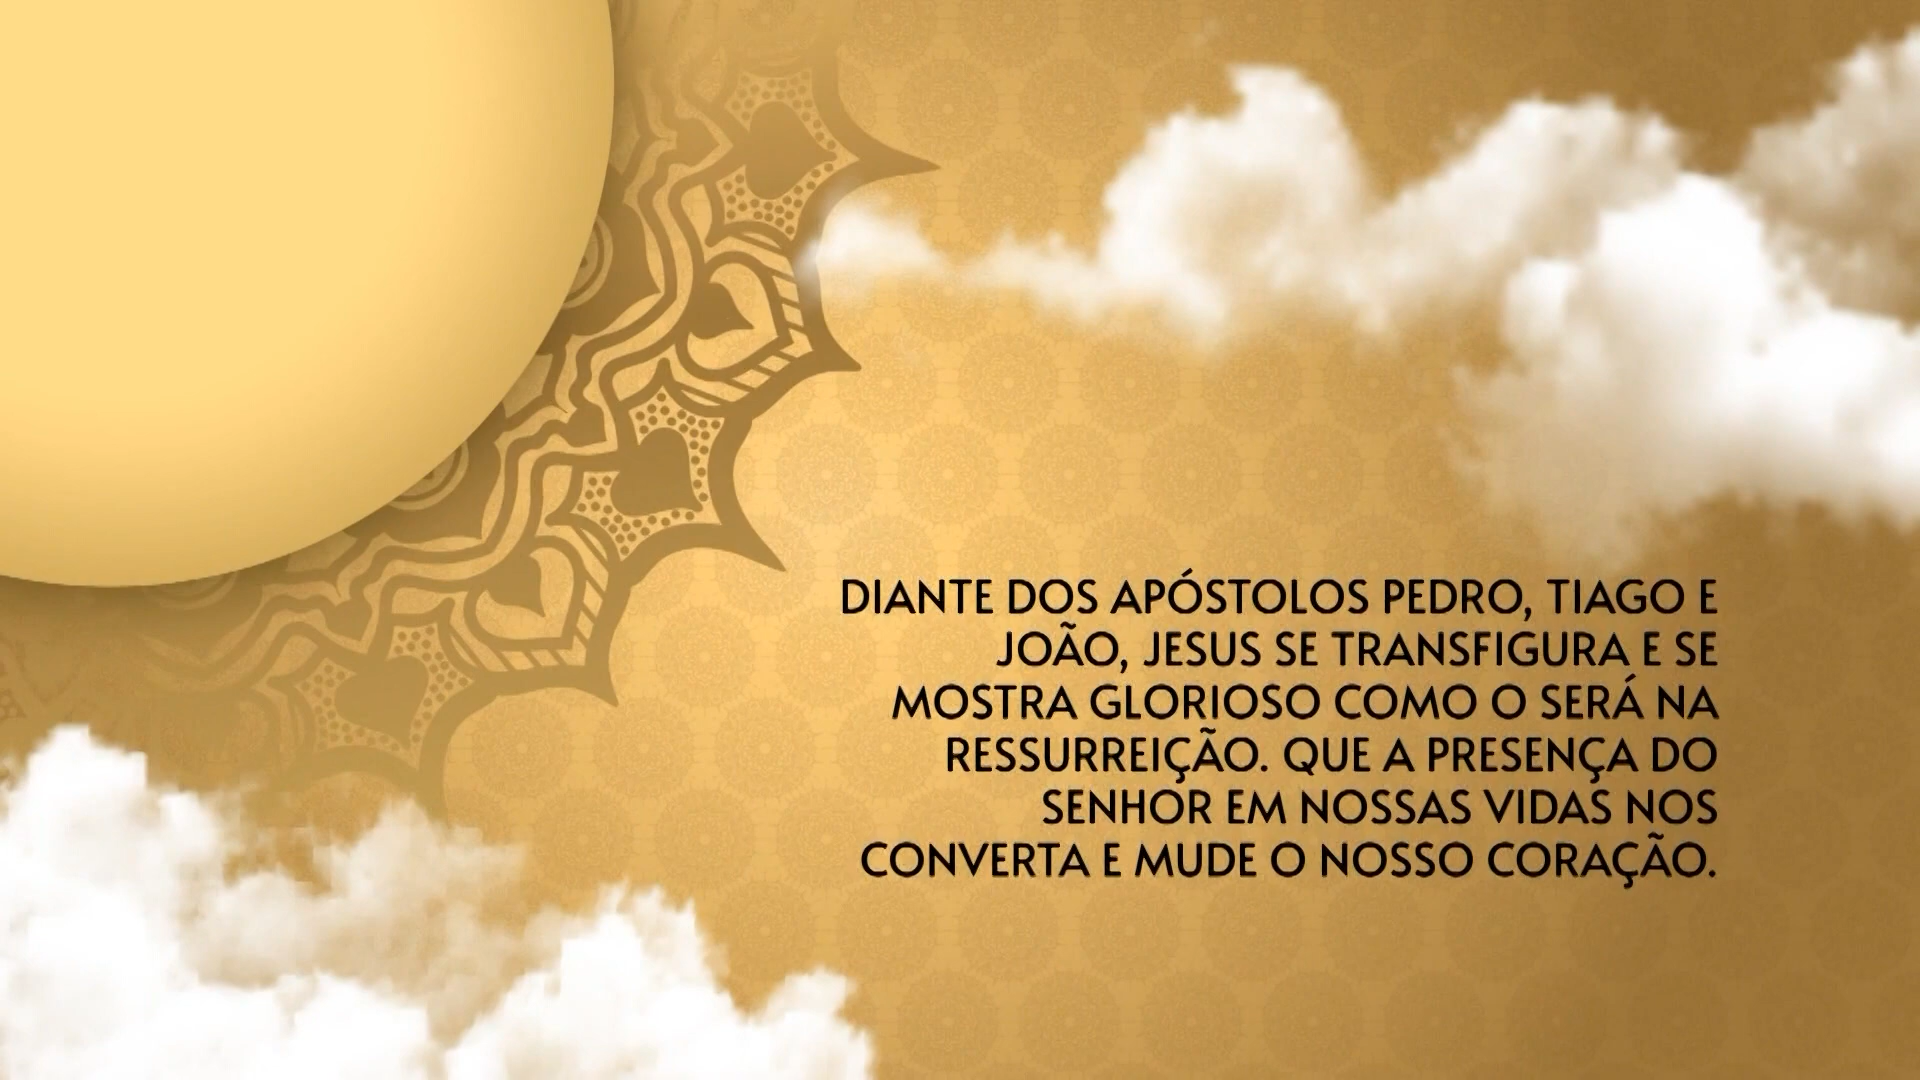 DIANTE DOS APÓSTOLOS PEDRO, TIAGO E
JOÃO, JESUS SE TRANSFIGURA E SE
MOSTRA GLORIOSO COMO O SERÁ NA
RESSURREIÇÃO. QUE A PRESENÇA DO
SENHOR EM NOSSAS VIDAS NOS
CONVERTA E MUDE O NOSSO CORAÇÃO.